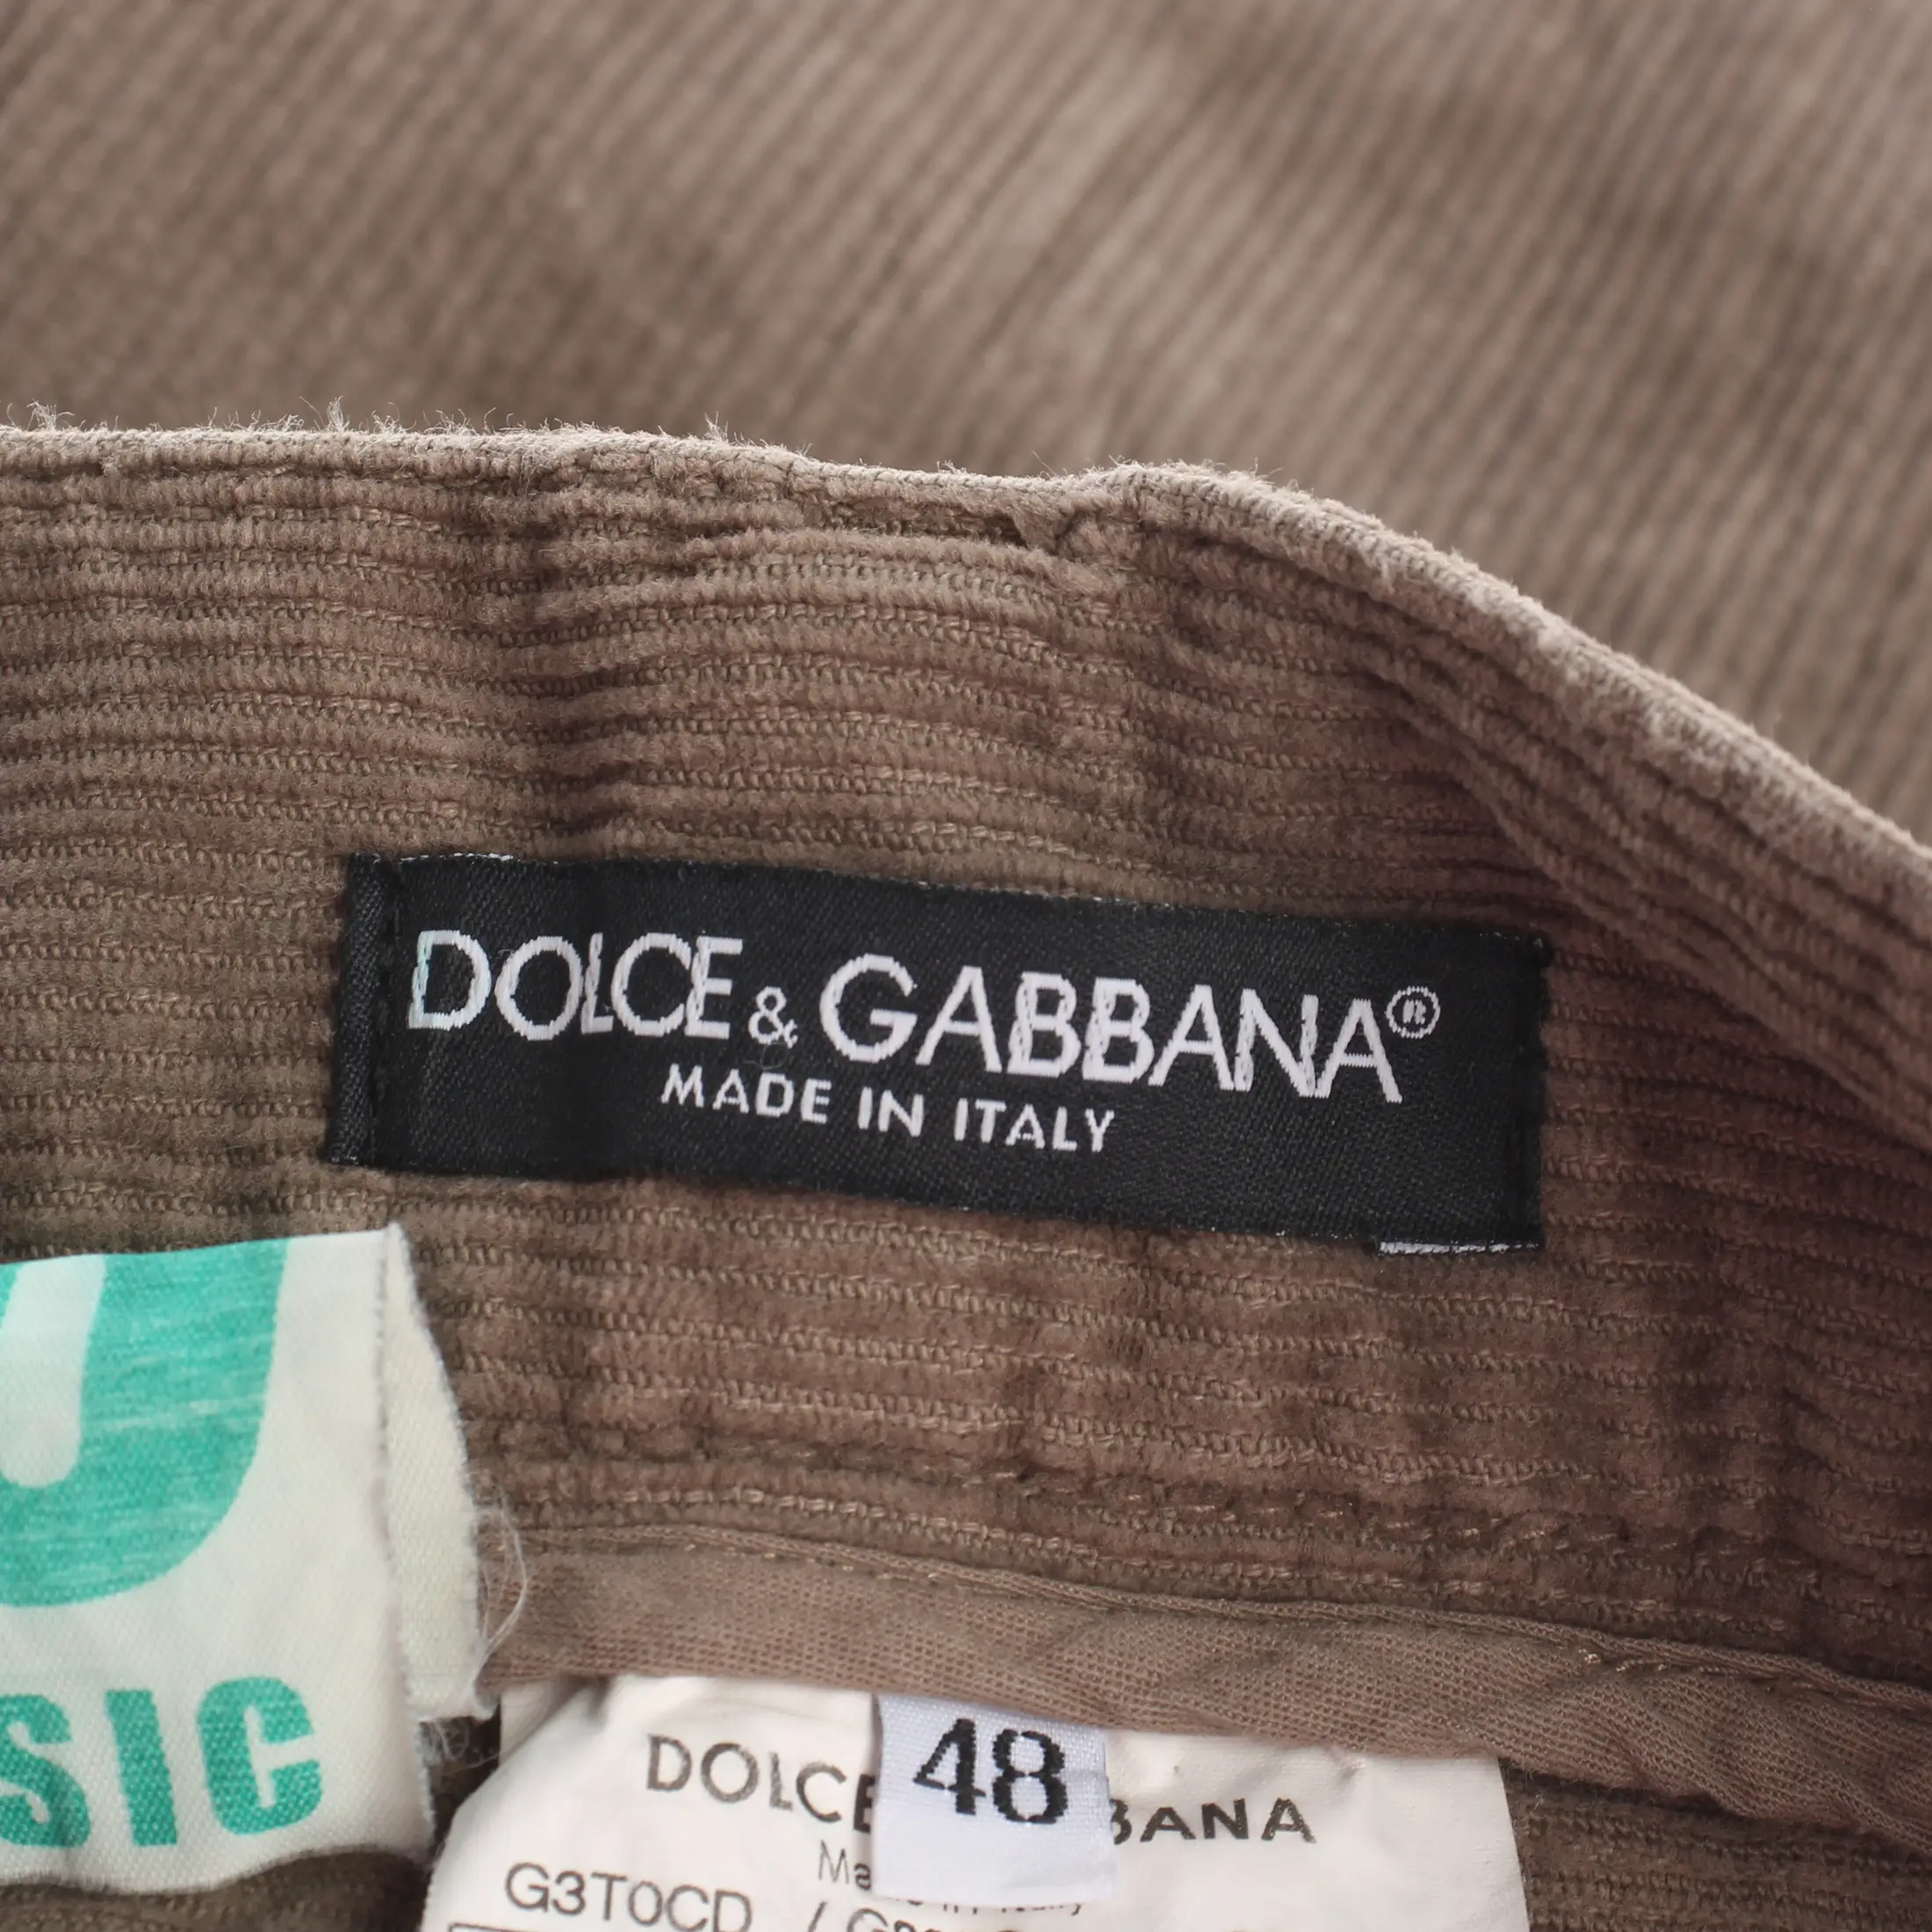 DOLCE & GABBANA®
MADE IN ITALY
SIC
48
DOLCE
BANA
G3T0CD /